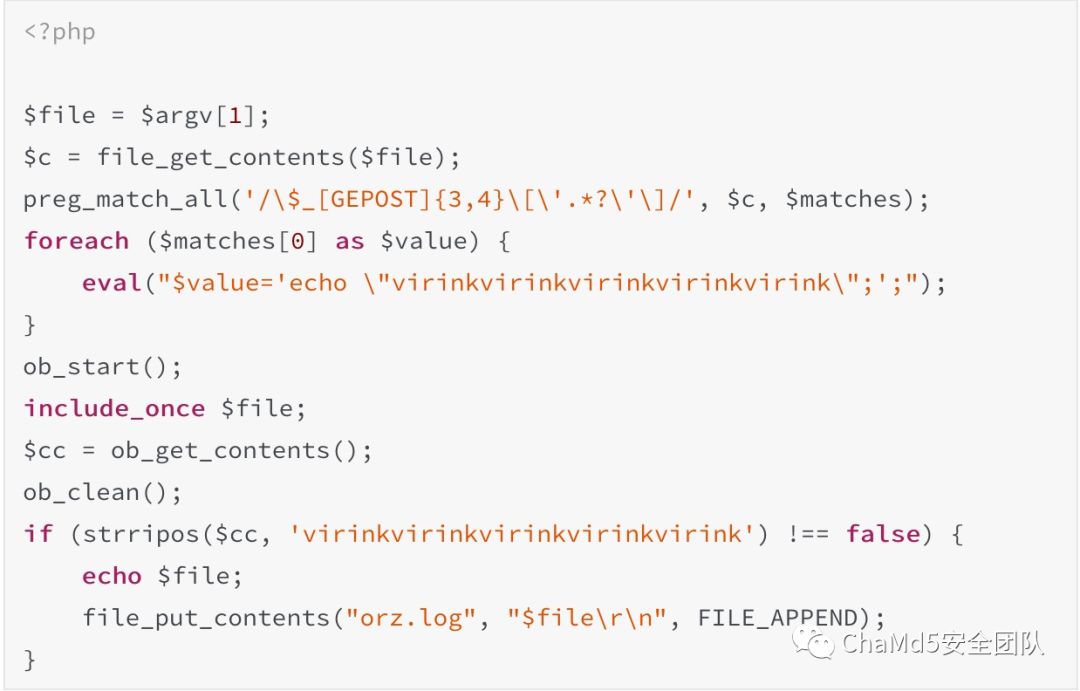 <?php
$file = $argv[1];
$c = file_get_contents($file);
preg_match_all('/\$_[GEPOST]{3,4}\[\'.*?\'\]/', $c, $matches);
foreach ($matches[0] as $value) {
    eval("$value='echo \"virinkvirinkvirinkvirinkvirink\";';");
}
ob_start();
include_once $file;
$cc = ob_get_contents();
ob_clean();
if (strripos($cc, 'virinkvirinkvirinkvirinkvirink') !== false) {
    echo $file;
    file_put_contents("orz.log", "$file\r\n", FILE_APPEND);
}
ChaMd5安全团队